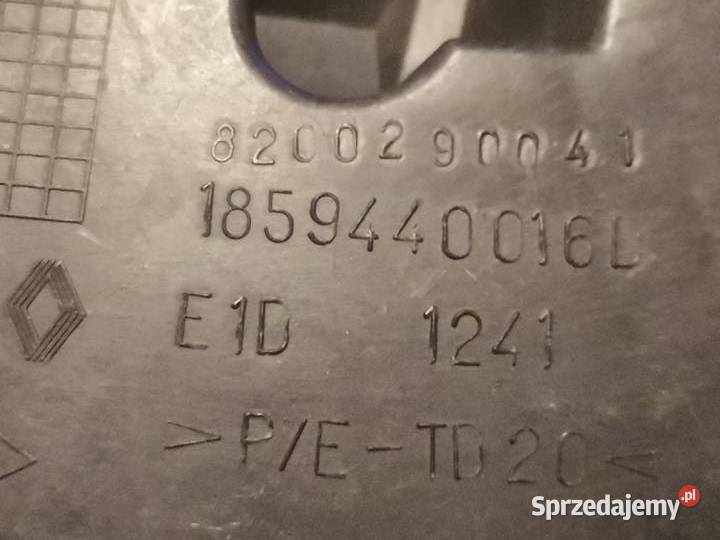 8200290041
1859440016L
E1D 1241
>P/E-TD20<
Sprzedajemy.pl